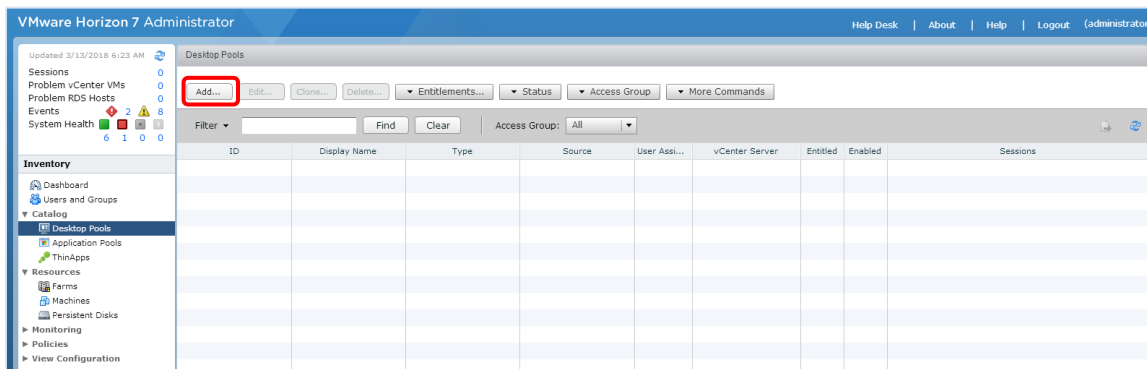 VMware Horizon 7 Administrator
Help Desk | About | Help | Logout (administrator
Updated 3/13/2018 6:23 AM
Sessions 0
Problem vCenter VMs 0
Problem RDS Hosts 0
Events 2 8
System Health
6 1 0 0
Inventory
Dashboard
Users and Groups
Catalog
Desktop Pools
Application Pools
ThinApps
Resources
Farms
Machines
Persistent Disks
Monitoring
Policies
View Configuration
Desktop Pools
Add... Edit... Clone... Delete... Entitlements... Status Access Group More Commands
Filter Find Clear Access Group: All
ID Display Name Type Source User Assi... vCenter Server Entitled Enabled Sessions